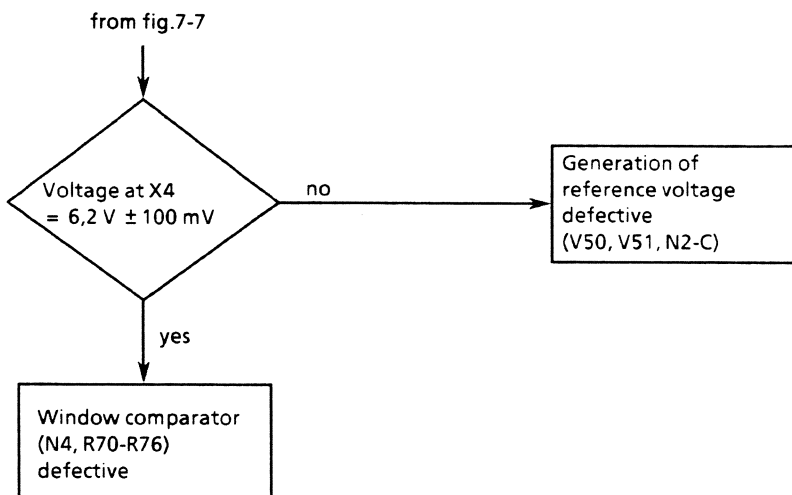 from fig.7-7
Voltage at X4
= 6,2 V ± 100 mV
no
Generation of
reference voltage
defective
(V50, V51, N2-C)
yes
Window comparator
(N4, R70-R76)
defective